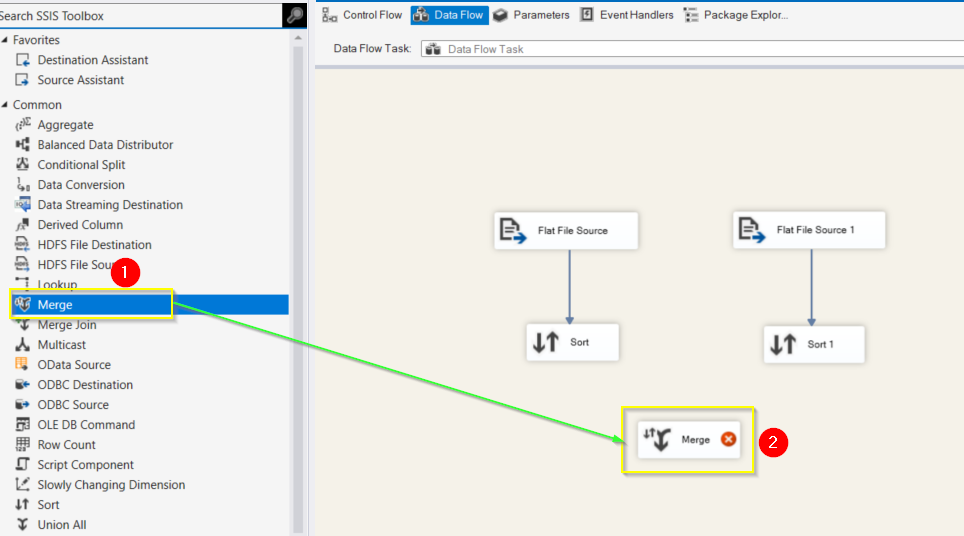 Search SSIS Toolbox
Favorites
Destination Assistant
Source Assistant
Common
Aggregate
Balanced Data Distributor
Conditional Split
Data Conversion
Data Streaming Destination
Derived Column
HDFS File Destination
HDFS File Sou
1
Lookup
Merge
Merge Join
Multicast
OData Source
ODBC Destination
ODBC Source
OLE DB Command
Row Count
Script Component
Slowly Changing Dimension
Sort
Union All
Control Flow Data Flow Parameters Event Handlers Package Explor...
Data Flow Task: Data Flow Task
Flat File Source
Flat File Source 1
Sort
Sort 1
Merge
2